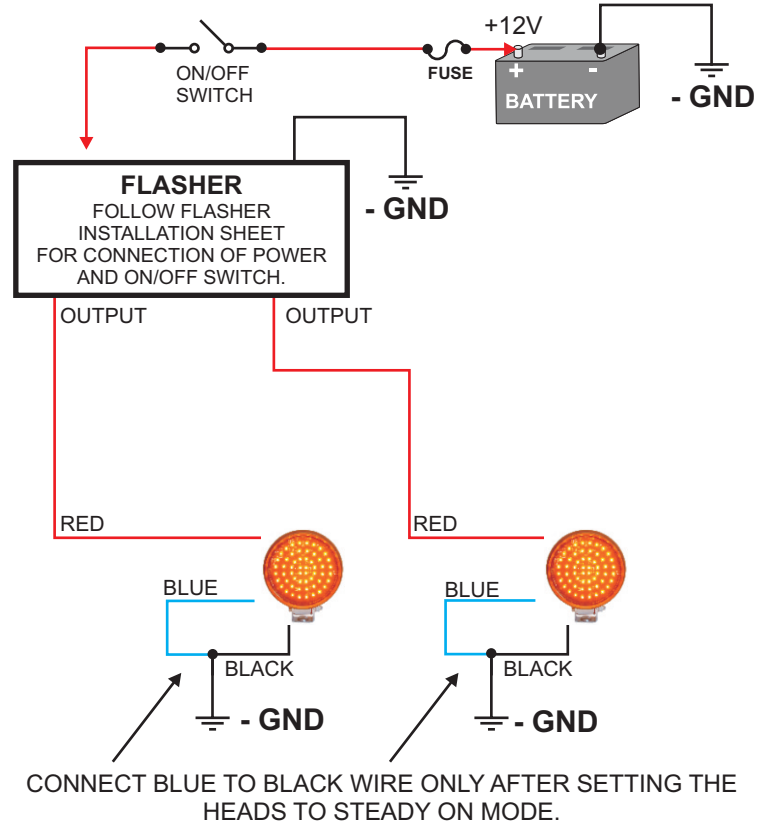 +12V
ON/OFF
SWITCH
FUSE
+ -
BATTERY
- GND
FLASHER
FOLLOW FLASHER
INSTALLATION SHEET
FOR CONNECTION OF POWER
AND ON/OFF SWITCH.
- GND
OUTPUT
OUTPUT
RED
RED
BLUE
BLUE
BLACK
BLACK
- GND
- GND
CONNECT BLUE TO BLACK WIRE ONLY AFTER SETTING THE
HEADS TO STEADY ON MODE.